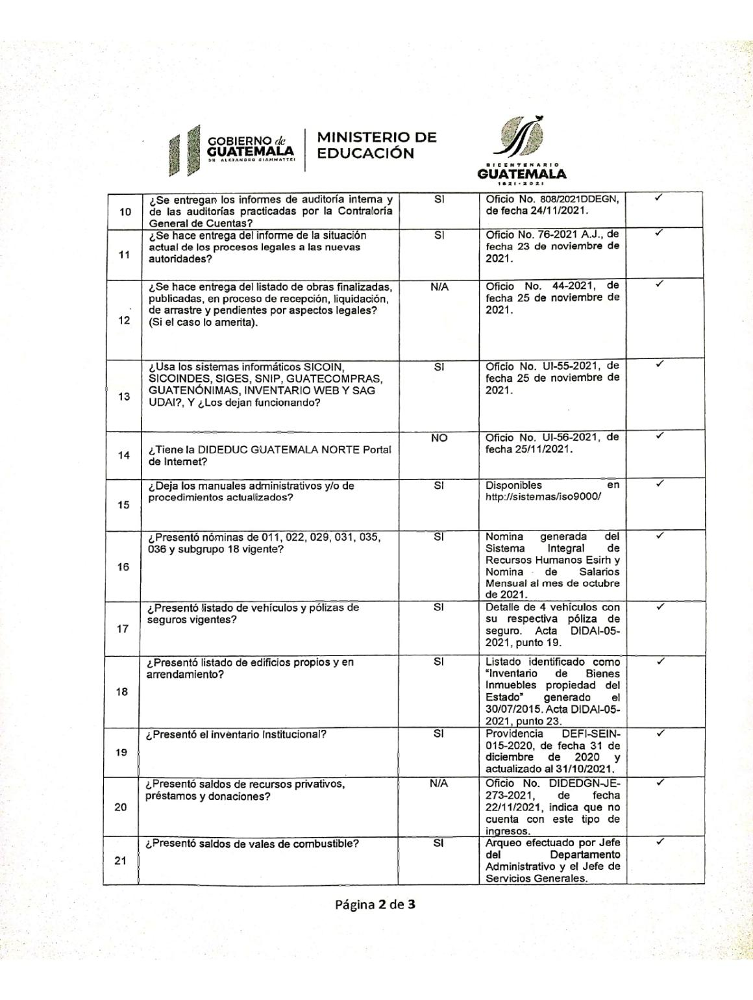 GOBIERNO de
GUATEMALA
DR. ALEJANDRO GIAMMATTEI
MINISTERIO DE
EDUCACIÓN
BICENTENARIO
GUATEMALA
1821-2021
10
¿Se entregan los informes de auditoría interna y
de las auditorías practicadas por la Contraloría
General de Cuentas?
SI
Oficio No. 808/2021DDEGN,
de fecha 24/11/2021.
✓
11
¿Se hace entrega del informe de la situación
actual de los procesos legales a las nuevas
autoridades?
SI
Oficio No. 76-2021 A.J., de
fecha 23 de noviembre de
2021.
✓
12
¿Se hace entrega del listado de obras finalizadas,
publicadas, en proceso de recepción, liquidación,
de arrastre y pendientes por aspectos legales?
(Si el caso lo amerita).
N/A
Oficio No. 44-2021, de
fecha 25 de noviembre de
2021.
✓
13
¿Usa los sistemas informáticos SICOIN,
SICOINDES, SIGES, SNIP, GUATECOMPRAS,
GUATENÓNIMAS, INVENTARIO WEB Y SAG
UDAI?, Y ¿Los dejan funcionando?
SI
Oficio No. UI-55-2021, de
fecha 25 de noviembre de
2021.
✓
14
¿Tiene la DIDEDUC GUATEMALA NORTE Portal
de Internet?
NO
Oficio No. UI-56-2021, de
fecha 25/11/2021.
✓
15
¿Deja los manuales administrativos y/o de
procedimientos actualizados?
SI
Disponibles en
http://sistemas/iso9000/
✓
16
¿Presentó nóminas de 011, 022, 029, 031, 035,
036 y subgrupo 18 vigente?
SI
Nomina generada del
Sistema Integral de
Recursos Humanos Esirh y
Nomina de Salarios
Mensual al mes de octubre
de 2021.
✓
17
¿Presentó listado de vehículos y pólizas de
seguros vigentes?
SI
Detalle de 4 vehículos con
su respectiva póliza de
seguro. Acta DIDAI-05-
2021, punto 19.
✓
18
¿Presentó listado de edificios propios y en
arrendamiento?
SI
Listado identificado como
"Inventario de Bienes
Inmuebles propiedad del
Estado" generado el
30/07/2015. Acta DIDAI-05-
2021, punto 23.
✓
19
¿Presentó el inventario Institucional?
SI
Providencia DEFI-SEIN-
015-2020, de fecha 31 de
diciembre de 2020 y
actualizado al 31/10/2021.
✓
20
¿Presentó saldos de recursos privativos,
préstamos y donaciones?
N/A
Oficio No. DIDEDGN-JE-
273-2021, de fecha
22/11/2021, indica que no
cuenta con este tipo de
ingresos.
✓
21
¿Presentó saldos de vales de combustible?
SI
Arqueo efectuado por Jefe
del Departamento
Administrativo y el Jefe de
Servicios Generales.
✓
Página 2 de 3